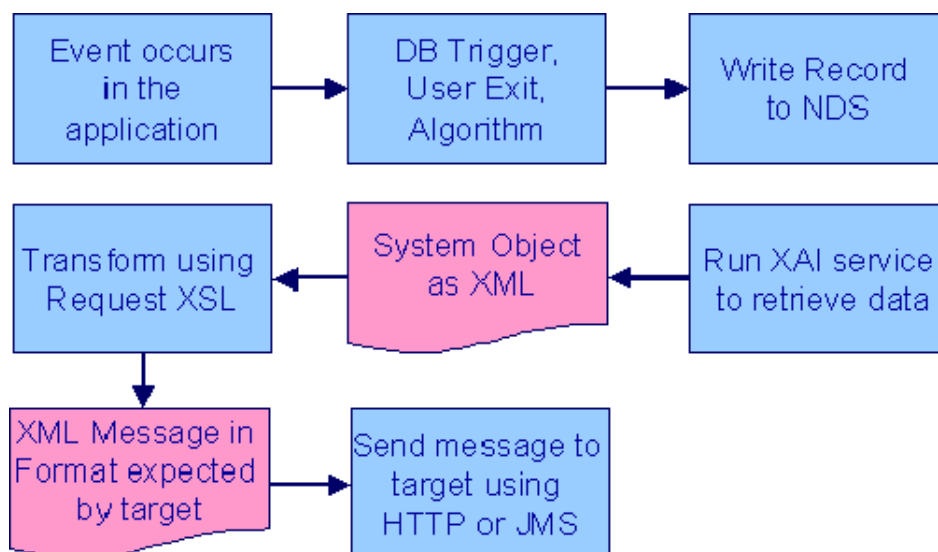 Event occurs
in the
application
DB Trigger,
User Exit,
Algorithm
Write Record
to NDS
Run XAI service
to retrieve data
System Object
as XML
Transform using
Request XSL
XML Message in
Format expected
by target
Send message to
target using
HTTP or JMS